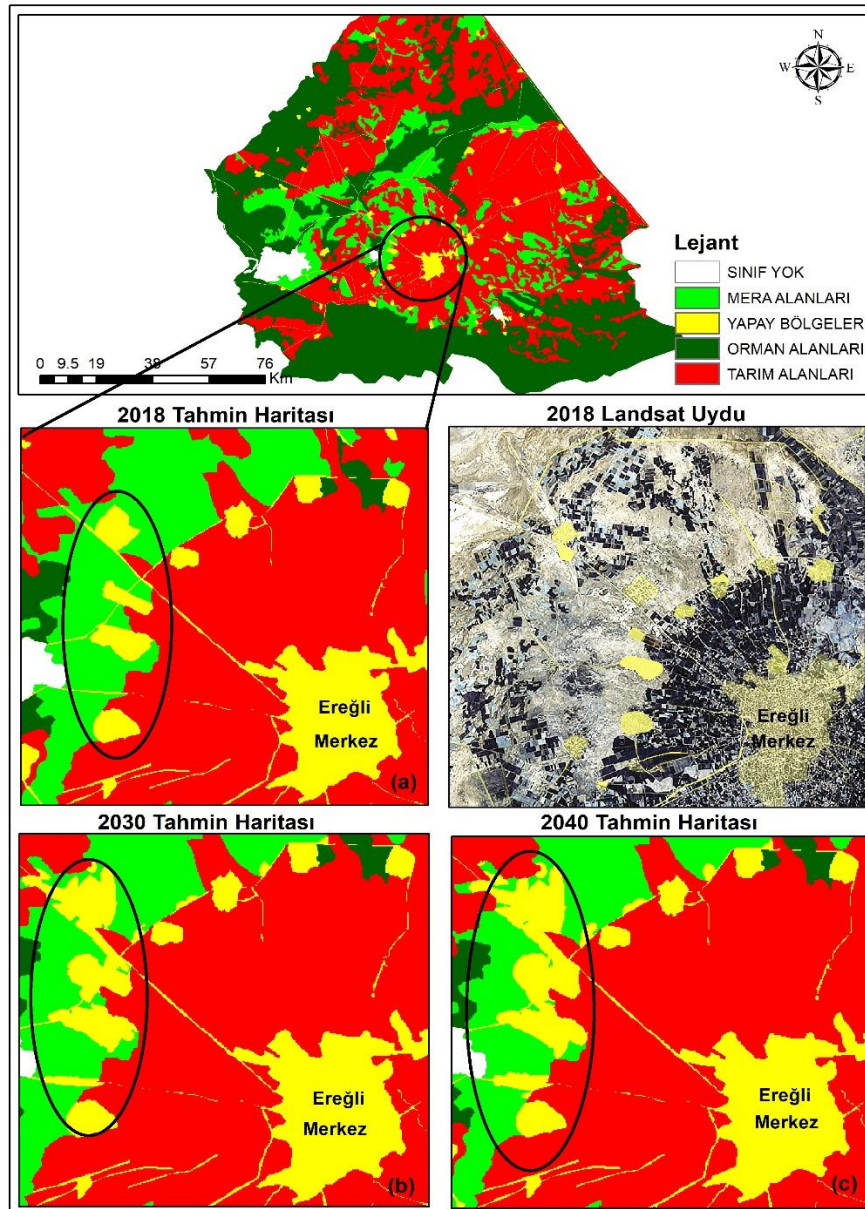 N
W E
S
Lejant
SINIF YOK
MERA ALANLARI
YAPAY BÖLGELER
ORMAN ALANLARI
TARIM ALANLARI
0 9.5 19 38 57 76
Km
2018 Tahmin Haritası
2018 Landsat Uydu
Ereğli
Merkez
(a)
Ereğli
Merkez
2030 Tahmin Haritası
2040 Tahmin Haritası
Ereğli
Merkez
(b)
Ereğli
Merkez
(c)